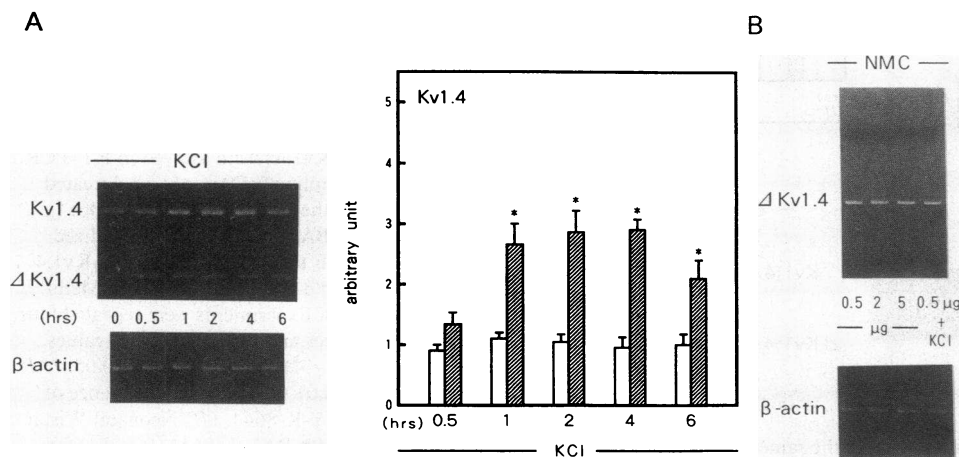 A
KCl
Kv1.4
⊿Kv1.4
(hrs) 0 0.5 1 2 4 6
β-actin
Kv1.4
arbitrary unit
5
4
3
2
1
0
* * * *
(hrs) 0.5 1 2 4 6
KCl
B
NMC
⊿Kv1.4
0.5 2 5 0.5 μg
μg
+
KCl
β-actin